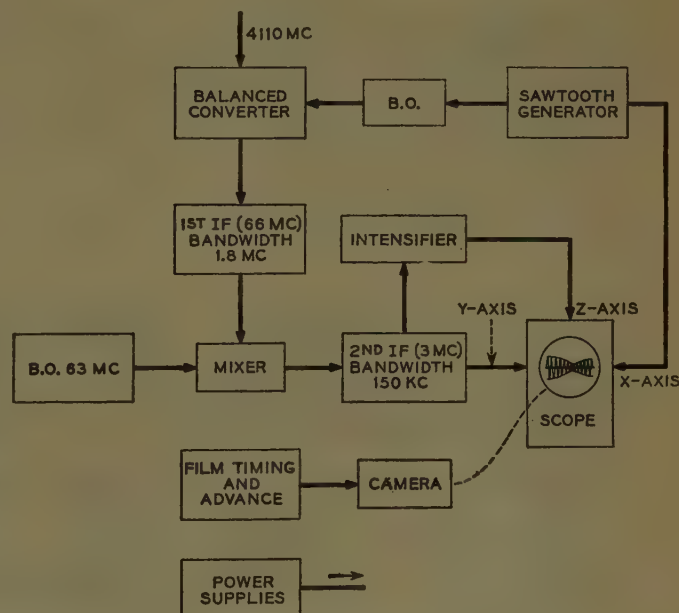 4110 MC
BALANCED
CONVERTER
B.O.
SAWTOOTH
GENERATOR
1ST IF (66 MC)
BANDWIDTH
1.8 MC
INTENSIFIER
Y-AXIS
Z-AXIS
B.O. 63 MC
MIXER
2ND IF (3 MC)
BANDWIDTH
150 KC
X-AXIS
SCOPE
FILM TIMING
AND
ADVANCE
CAMERA
POWER
SUPPLIES